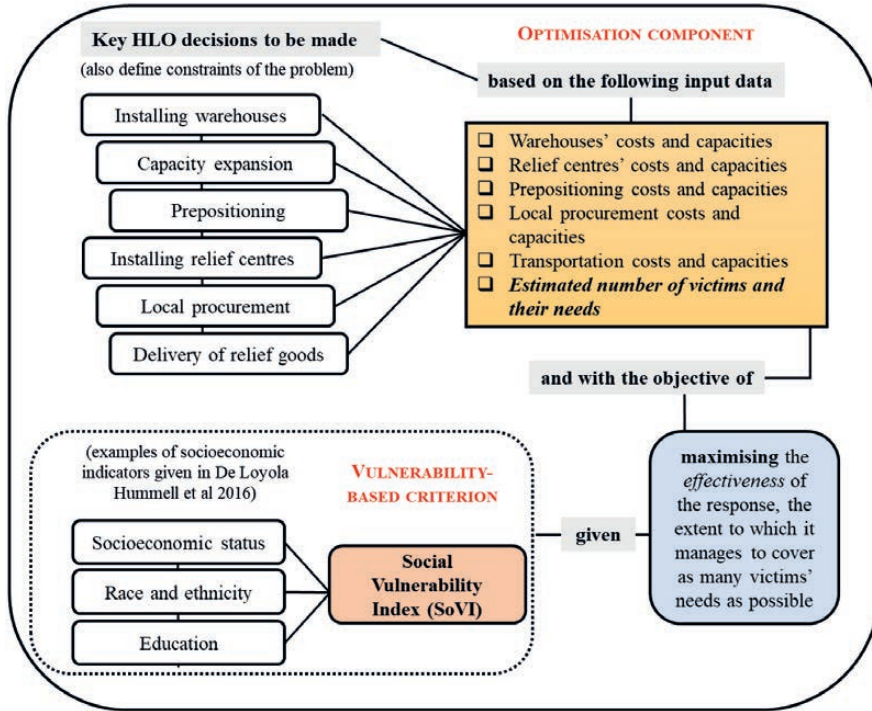 Key HLO decisions to be made
(also define constraints of the problem)
Installing warehouses
Capacity expansion
Prepositioning
Installing relief centres
Local procurement
Delivery of relief goods
OPTIMISATION COMPONENT
based on the following input data
❑ Warehouses’ costs and capacities
❑ Relief centres’ costs and capacities
❑ Prepositioning costs and capacities
❑ Local procurement costs and
capacities
❑ Transportation costs and capacities
❑ Estimated number of victims and
their needs
and with the objective of
maximising the
effectiveness of
the response, the
extent to which it
manages to cover
as many victims’
needs as possible
given
(examples of socioeconomic
indicators given in De Loyola
Hummell et al 2016)
VULNERABILITY-
BASED CRITERION
Socioeconomic status
Race and ethnicity
Education
Social
Vulnerability
Index (SoVI)